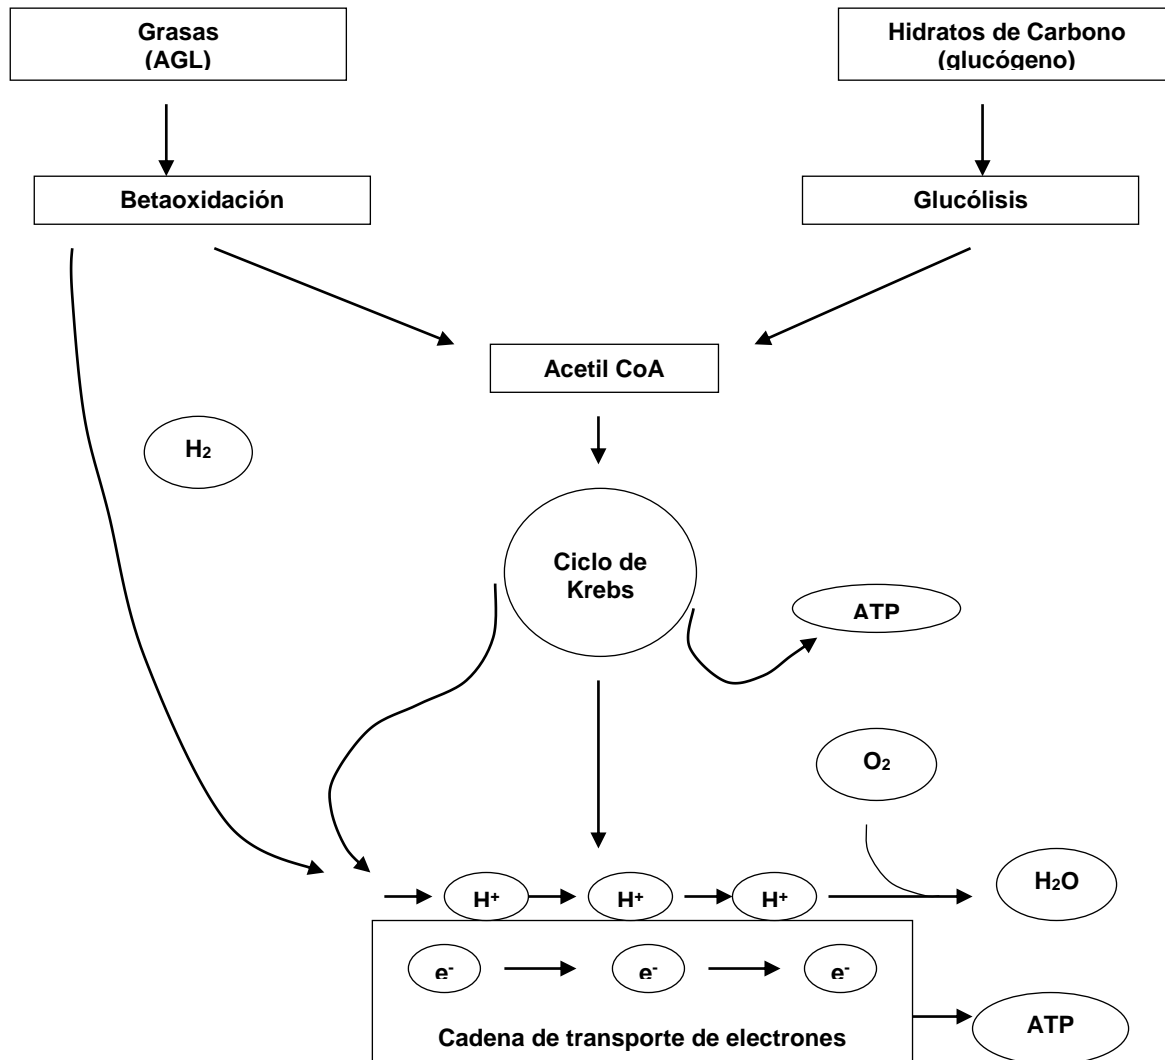 Grasas
(AGL)
Hidratos de Carbono
(glucógeno)
Betaoxidación
Glucólisis
Acetil CoA
H₂
Ciclo de
Krebs
ATP
O₂
H⁺
H⁺
H⁺
H₂O
e⁻
e⁻
e⁻
Cadena de transporte de electrones
ATP